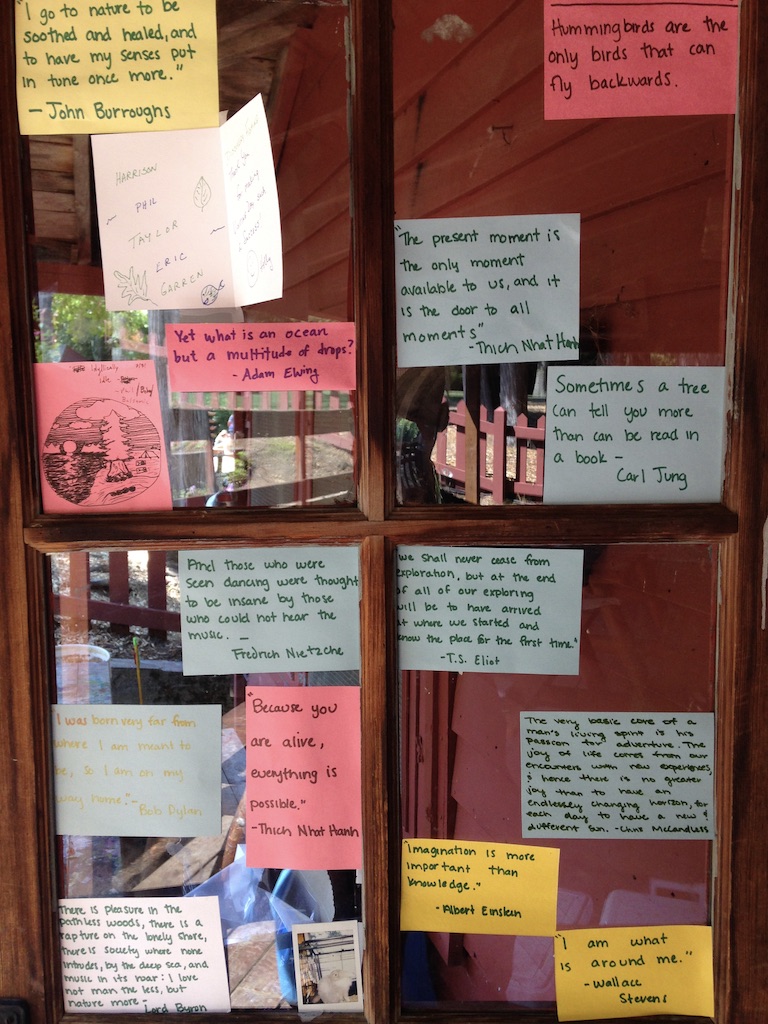 "I go to nature to be
soothed and healed, and
to have my senses put
in tune once more."
- John Burroughs
Hummingbirds are the
only birds that can
fly backwards.
HARRISON
PHIL
TAYLOR
ERIC
GARREN
"The present moment is
the only moment
available to us, and it
is the door to all
moments"
- Thich Nhat Hanh
Yet what is an ocean
but a multitude of drops?
- Adam Ewing
Idyllically
Idle
Sometimes a tree
can tell you more
than can be read in
a book -
Carl Jung
And those who were
seen dancing were thought
to be insane by those
who could not hear the
music. -
Fredrich Nietzche
we shall never cease from
exploration, but at the end
of all of our exploring
will be to have arrived
at where we started and
know the place for the first time."
-T.S. Eliot
I was born very far from
where I am meant to
be, so I am on my
way home."-
Bob Dylan
"Because you
are alive,
everything is
possible."
- Thich Nhat Hanh
The very basic core of a
man's living spirit is his
passion for adventure. The
joy of life comes from our
encounters with new experiences,
& hence there is no greater
joy than to have an
endlessly changing horizon, for
each day to have a new &
different sun. - Chris McCandless
"Imagination is more
important than
knowledge."
- Albert Einstein
There is pleasure in the
pathless woods, there is a
rapture on the lonely shore,
there is society where none
intrudes, by the deep sea, and
music in its roar: I love
not man the less, but
nature more - Lord Byron
"I am what
is around me."
- Wallace
Stevens